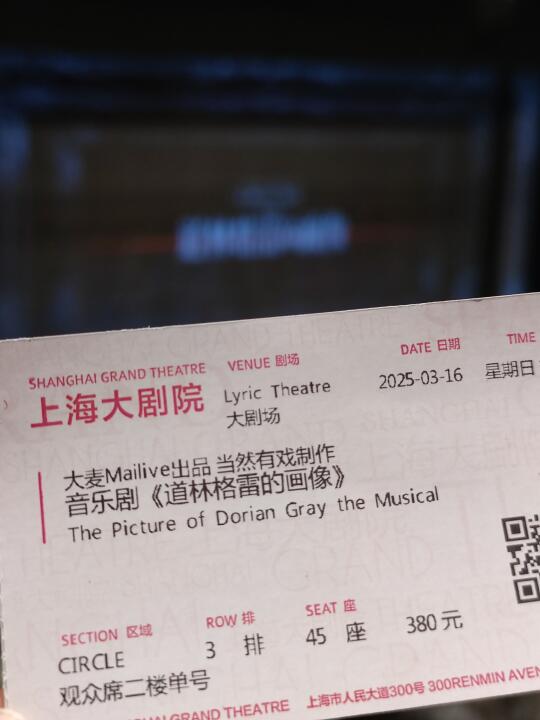 SHANGHAI GRAND THEATRE
上海大剧院
VENUE 剧场
Lyric Theatre
大剧场
DATE 日期
2025-03-16
TIME
星期日
大麦Mailive出品 当然有戏制作
音乐剧《道林格雷的画像》
The Picture of Dorian Gray the Musical
SECTION 区域
CIRCLE
观众席二楼单号
ROW 排
3 排
SEAT 座
45 座
380 元
SHANGHAI GRAND THEATRE 上海市人民大道300号 300RENMIN AVEN